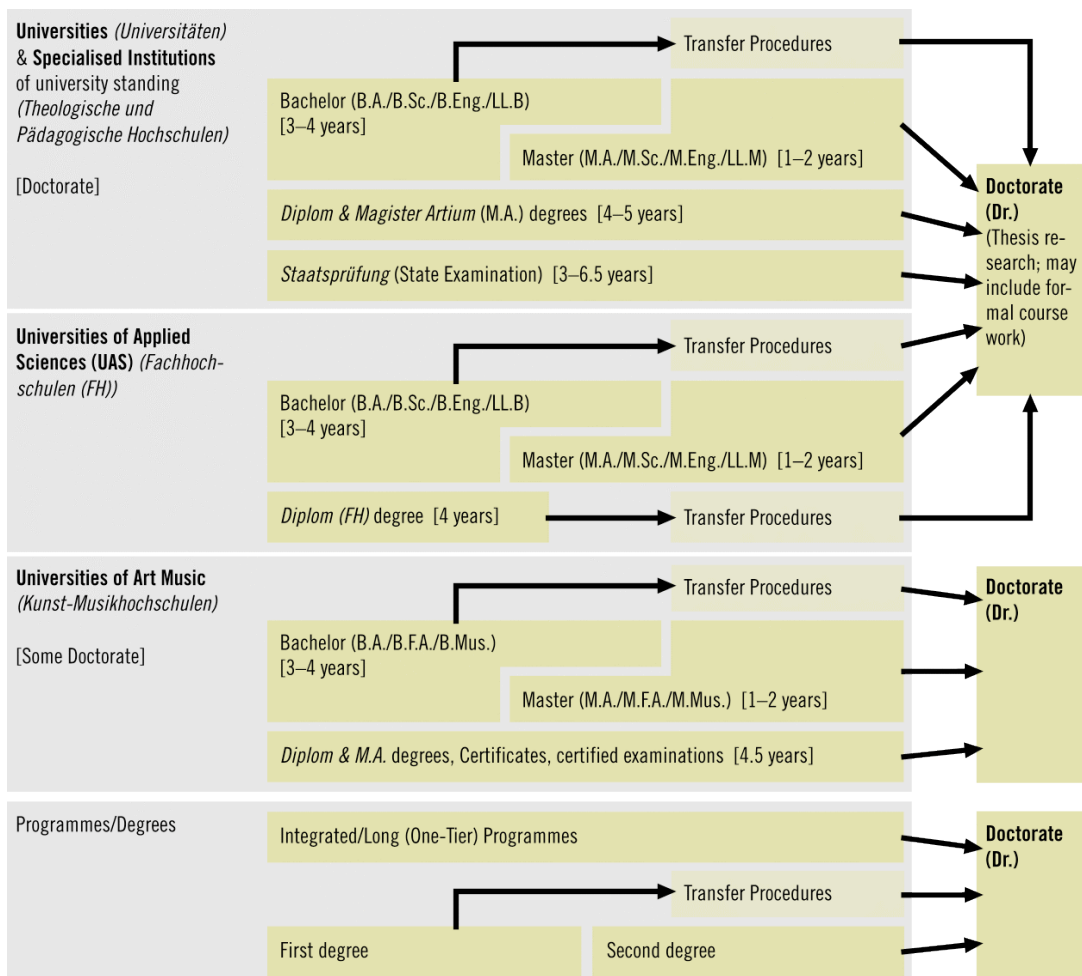 Universities (Universitäten)
& Specialised Institutions
of university standing
(Theologische und
Pädagogische Hochschulen)
[Doctorate]
Transfer Procedures
Bachelor (B.A./B.Sc./B.Eng./LL.B)
[3–4 years]
Master (M.A./M.Sc./M.Eng./LL.M) [1–2 years]
Diplom & Magister Artium (M.A.) degrees [4–5 years]
Staatsprüfung (State Examination) [3–6.5 years]
Doctorate
(Dr.)
(Thesis re-
search; may
include for-
mal course
work)
Universities of Applied
Sciences (UAS) (Fachhoch-
schulen (FH))
Transfer Procedures
Bachelor (B.A./B.Sc./B.Eng./LL.B)
[3–4 years]
Master (M.A./M.Sc./M.Eng./LL.M) [1–2 years]
Diplom (FH) degree [4 years]
Transfer Procedures
Universities of Art Music
(Kunst-Musikhochschulen)
[Some Doctorate]
Transfer Procedures
Bachelor (B.A./B.F.A./B.Mus.)
[3–4 years]
Master (M.A./M.F.A./M.Mus.) [1–2 years]
Diplom & M.A. degrees, Certificates, certified examinations [4.5 years]
Doctorate
(Dr.)
Programmes/Degrees
Integrated/Long (One-Tier) Programmes
Transfer Procedures
First degree
Second degree
Doctorate
(Dr.)